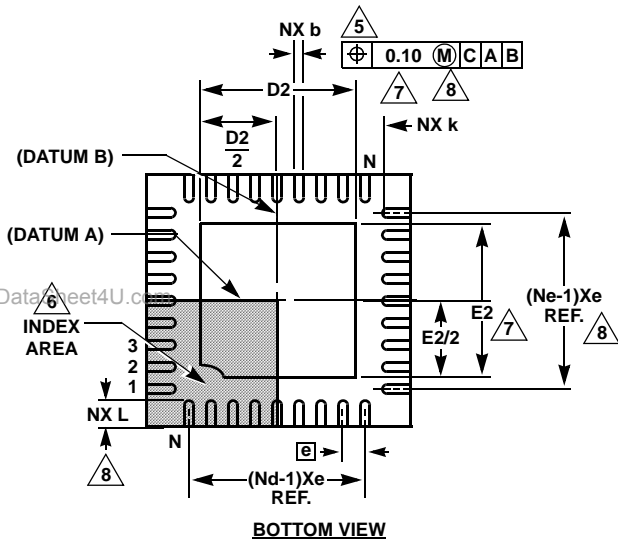 NX b
5
⌖ 0.10 Ⓜ C A B
7
8
D2
D2
2
NX k
(DATUM B)
N
(DATUM A)
DataSheet4U.com
6
INDEX
AREA
3
2
1
E2/2
E2
7
(Ne-1)Xe
REF.
8
NX L
8
N
e
(Nd-1)Xe
REF.
BOTTOM VIEW